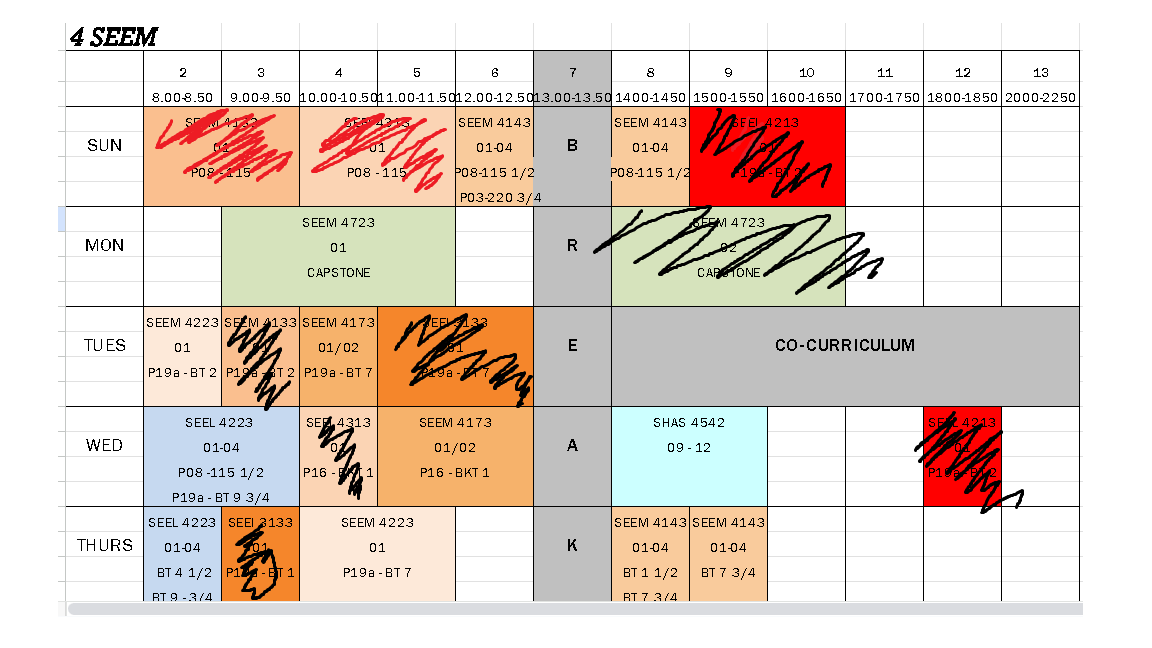 4 SEEM
2 3 4 5 6 7 8 9 10 11 12 13
8.00-8.50 9.00-9.50 10.00-10.50 11.00-11.50 12.00-12.50 13.00-13.50 1400-1450 1500-1550 1600-1650 1700-1750 1800-1850 2000-2250
SUN
SEEM 4133
01
P08 -115
01
P08 -115
SEEM 4143
01-04
P08-115 1/2
P03-220 3/4
B
SEEM 4143
01-04
P08-115 1/2
SEEL 4213
MON
SEEM 4723
01
CAPSTONE
R
SEEM 4723
02
CAPSTONE
TUES
SEEM 4223
01
P19a -BT 2
SEEM 4133
P19a -BT 2
SEEM 4173
01/02
P19a -BT 7
01
P19a -BT 7
E
CO-CURRICULUM
WED
SEEL 4223
01-04
P08 -115 1/2
P19a - BT 9 3/4
SEEL 4313
01
P16 - BKT 1
SEEM 4173
01/02
P16 - BKT 1
A
SHAS 4542
09 - 12
SEEL 4213
P19a -BT 2
THURS
SEEL 4223
01-04
BT 4 1/2
BT 9 - 3/4
SEEL 3133
01
P19a -BT 1
SEEM 4223
01
P19a -BT 7
K
SEEM 4143
01-04
BT 1 1/2
BT 7 3/4
SEEM 4143
01-04
BT 7 3/4